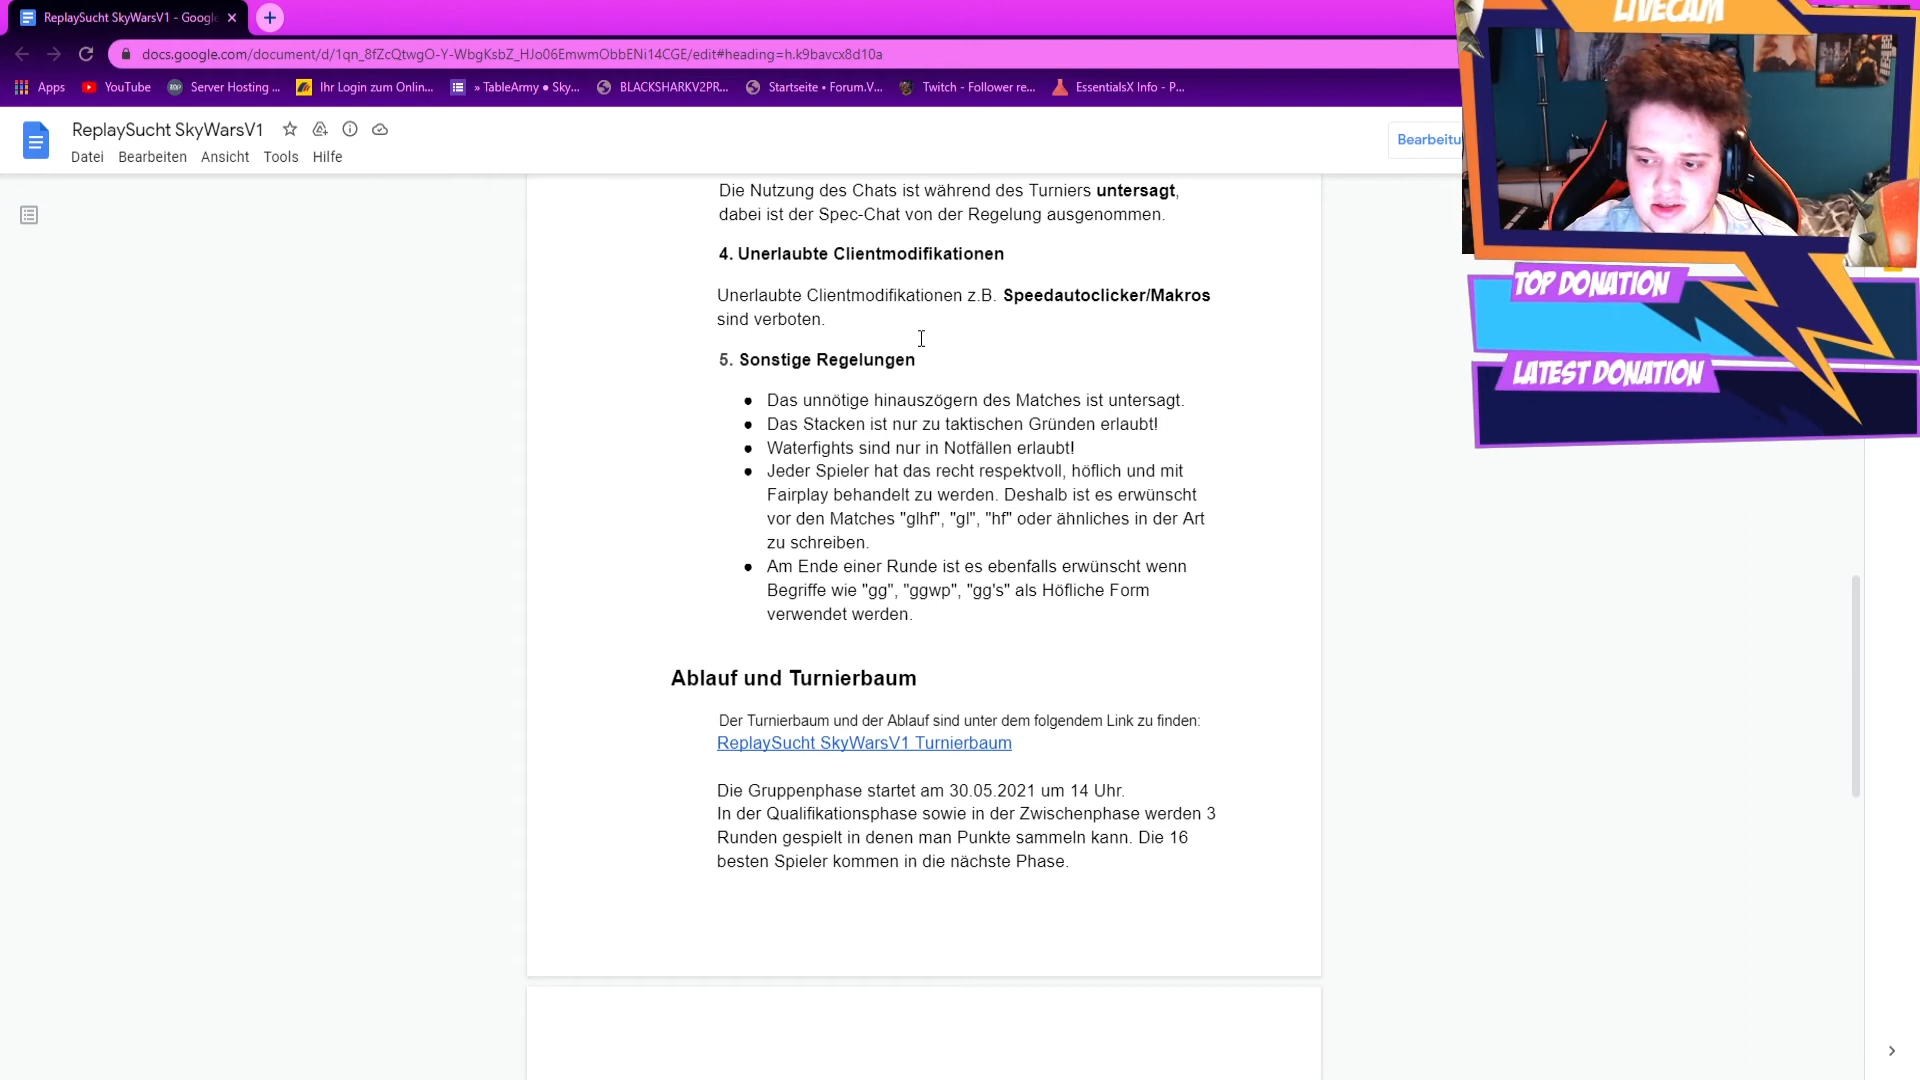 ReplaySucht SkyWarsV1 - Google
docs.google.com/document/d/1qn_8fZcQtwgO-Y-WbgKsbZ_HJo06EmwmObbENi14CGE/edit#heading=h.k9bavcx8d10a
Apps YouTube Server Hosting ... Ihr Login zum Onlin... » TableArmy ● Sky... BLACKSHARKV2PR... Startseite • Forum.V... Twitch - Follower re... EssentialsX Info - P...
ReplaySucht SkyWarsV1
Datei Bearbeiten Ansicht Tools Hilfe
Bearbeitu
LIVECAM
TOP DONATION
LATEST DONATION
Die Nutzung des Chats ist während des Turniers untersagt,
dabei ist der Spec-Chat von der Regelung ausgenommen.
4. Unerlaubte Clientmodifikationen
Unerlaubte Clientmodifikationen z.B. Speedautoclicker/Makros
sind verboten.
5. Sonstige Regelungen
● Das unnötige hinauszögern des Matches ist untersagt.
● Das Stacken ist nur zu taktischen Gründen erlaubt!
● Waterfights sind nur in Notfällen erlaubt!
● Jeder Spieler hat das recht respektvoll, höflich und mit
Fairplay behandelt zu werden. Deshalb ist es erwünscht
vor den Matches "glhf", "gl", "hf" oder ähnliches in der Art
zu schreiben.
● Am Ende einer Runde ist es ebenfalls erwünscht wenn
Begriffe wie "gg", "ggwp", "gg's" als Höfliche Form
verwendet werden.
Ablauf und Turnierbaum
Der Turnierbaum und der Ablauf sind unter dem folgendem Link zu finden:
ReplaySucht SkyWarsV1 Turnierbaum
Die Gruppenphase startet am 30.05.2021 um 14 Uhr.
In der Qualifikationsphase sowie in der Zwischenphase werden 3
Runden gespielt in denen man Punkte sammeln kann. Die 16
besten Spieler kommen in die nächste Phase.